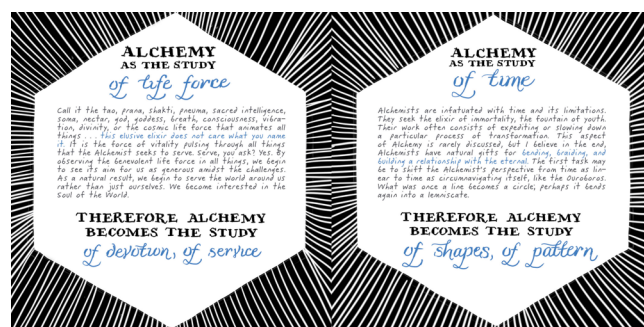 ALCHEMY
AS THE STUDY
of life force
Call it the tao, prana, shakti, pneuma, sacred intelligence,
soma, nectar, god, goddess, breath, consciousness, vibra-
tion, divinity, or the cosmic life force that animates all
things . . . this elusive elixir does not care what you name
it. It is the force of vitality pulsing through all things
that the Alchemist seeks to serve. Serve, you ask? Yes. By
observing the benevolent life force in all things, we begin
to see its aim for us as generous amidst the challenges.
As a natural result, we begin to serve the world around us
rather than just ourselves. We become interested in the
Soul of the World.
THEREFORE ALCHEMY
BECOMES THE STUDY
of devotion, of service
ALCHEMY
AS THE STUDY
of time
Alchemists are infatuated with time and its limitations.
They seek the elixir of immortality, the fountain of youth.
Their work often consists of expediting or slowing down
a particular process of transformation. This aspect
of Alchemy is rarely discussed, but I believe in the end,
Alchemists have natural gifts for bending, braiding, and
building a relationship with the eternal. The first task may
be to shift the Alchemist's perspective from time as lin-
ear to time as circumnavigating itself, like the Ouroboros.
What was once a line becomes a circle; perhaps it bends
again into a lemniscate.
THEREFORE ALCHEMY
BECOMES THE STUDY
of shapes, of pattern